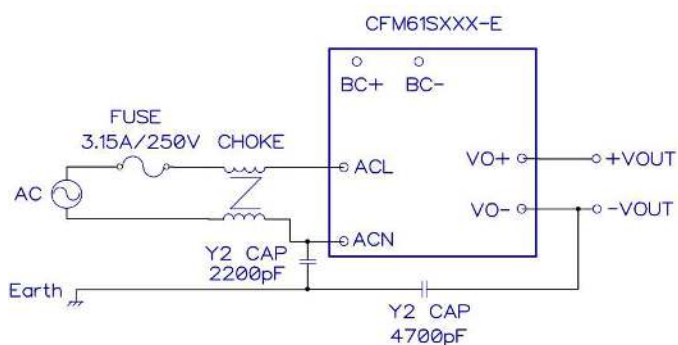 CFM61SXXX-E
BC+ BC-
FUSE
3.15A/250V CHOKE
ACL
VO+ +VOUT
AC
VO- -VOUT
ACN
Y2 CAP
2200pF
Earth
Y2 CAP
4700pF